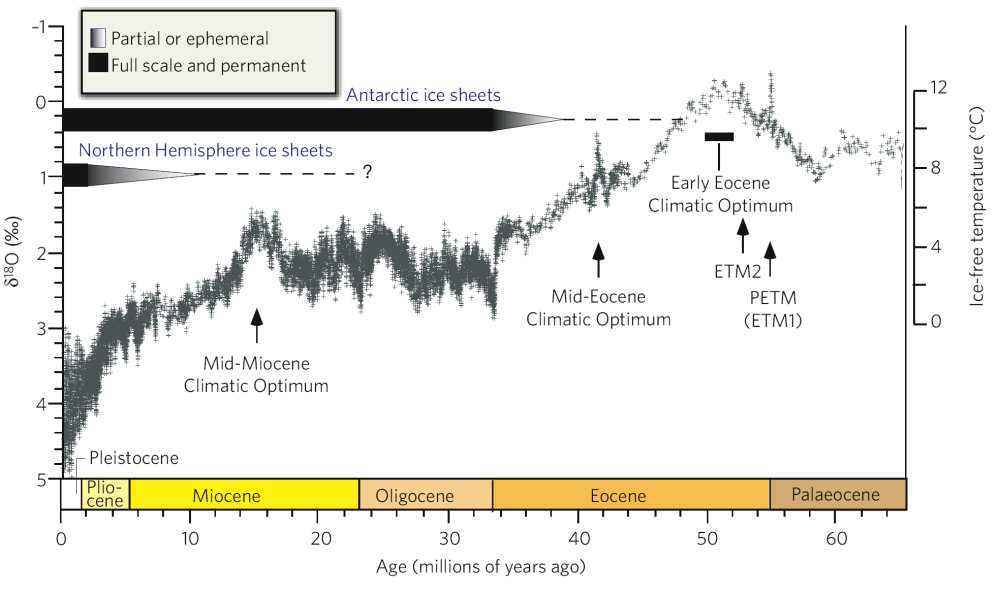 Partial or ephemeral
Full scale and permanent
Antarctic ice sheets
Northern Hemisphere ice sheets
?
Early Eocene
Climatic Optimum
ETM2
PETM
(ETM1)
Mid-Eocene
Climatic Optimum
Mid-Miocene
Climatic Optimum
Pleistocene
Plio-
cene
Miocene
Oligocene
Eocene
Palaeocene
–1
0
1
2
3
4
5
δ18O (‰)
12
8
4
0
Ice-free temperature (°C)
0 10 20 30 40 50 60
Age (millions of years ago)